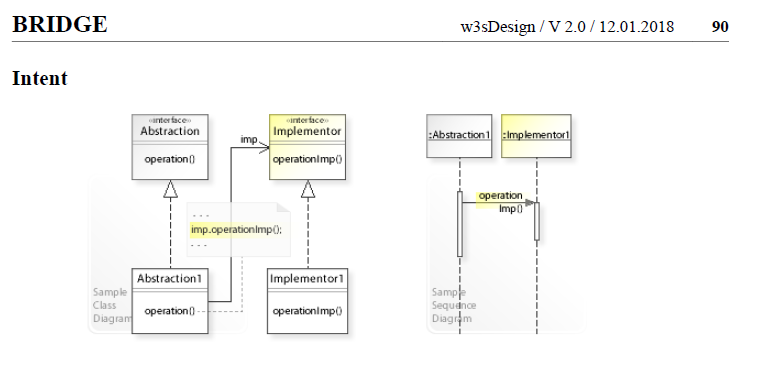 BRIDGE
w3sDesign / V 2.0 / 12.01.2018
90
Intent
«interface»
Abstraction
operation()
imp
«interface»
Implementor
operationImp()
. . .
imp.operationImp();
. . .
Abstraction1
operation()
Implementor1
operationImp()
Sample
Class
Diagram
:Abstraction1
:Implementor1
operation
Imp()
Sample
Sequence
Diagram